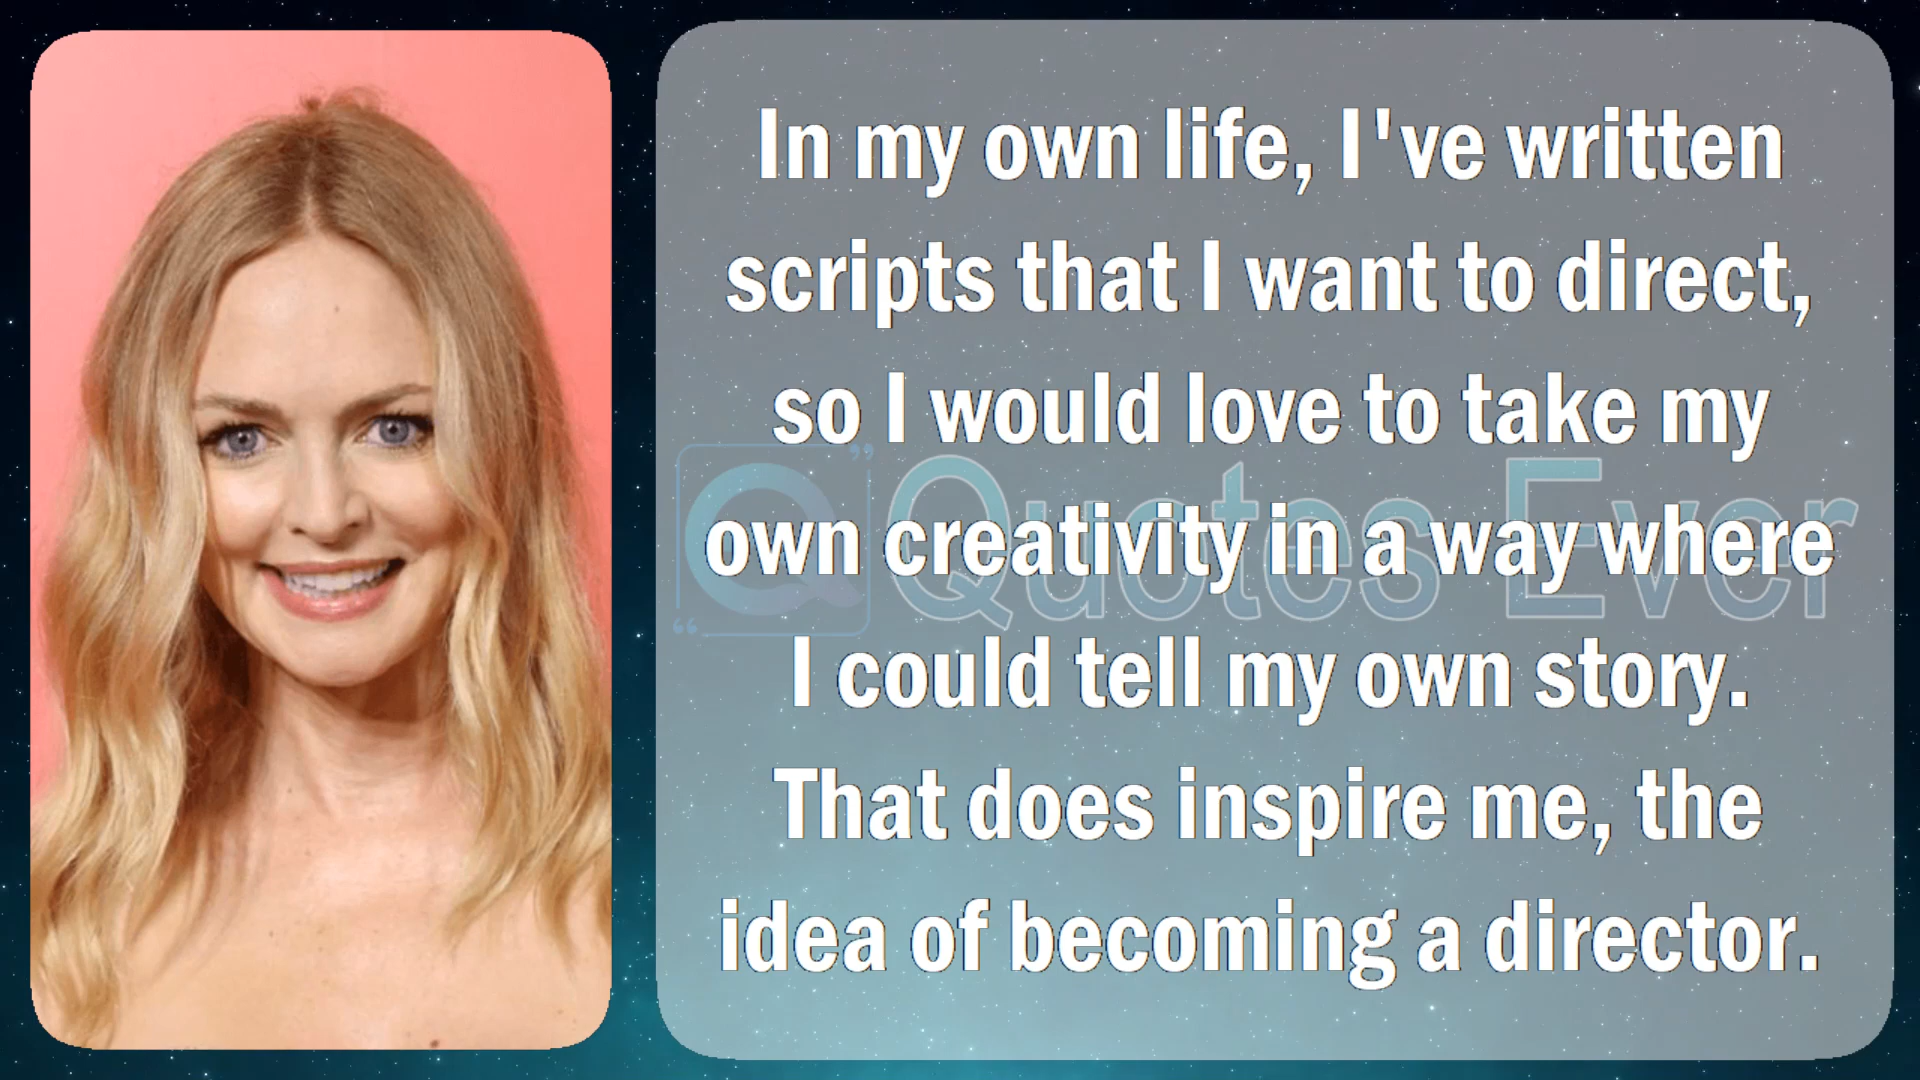 In my own life, I've written
scripts that I want to direct,
so I would love to take my
own creativity in a way where
I could tell my own story.
That does inspire me, the
idea of becoming a director.
Quotes Ever